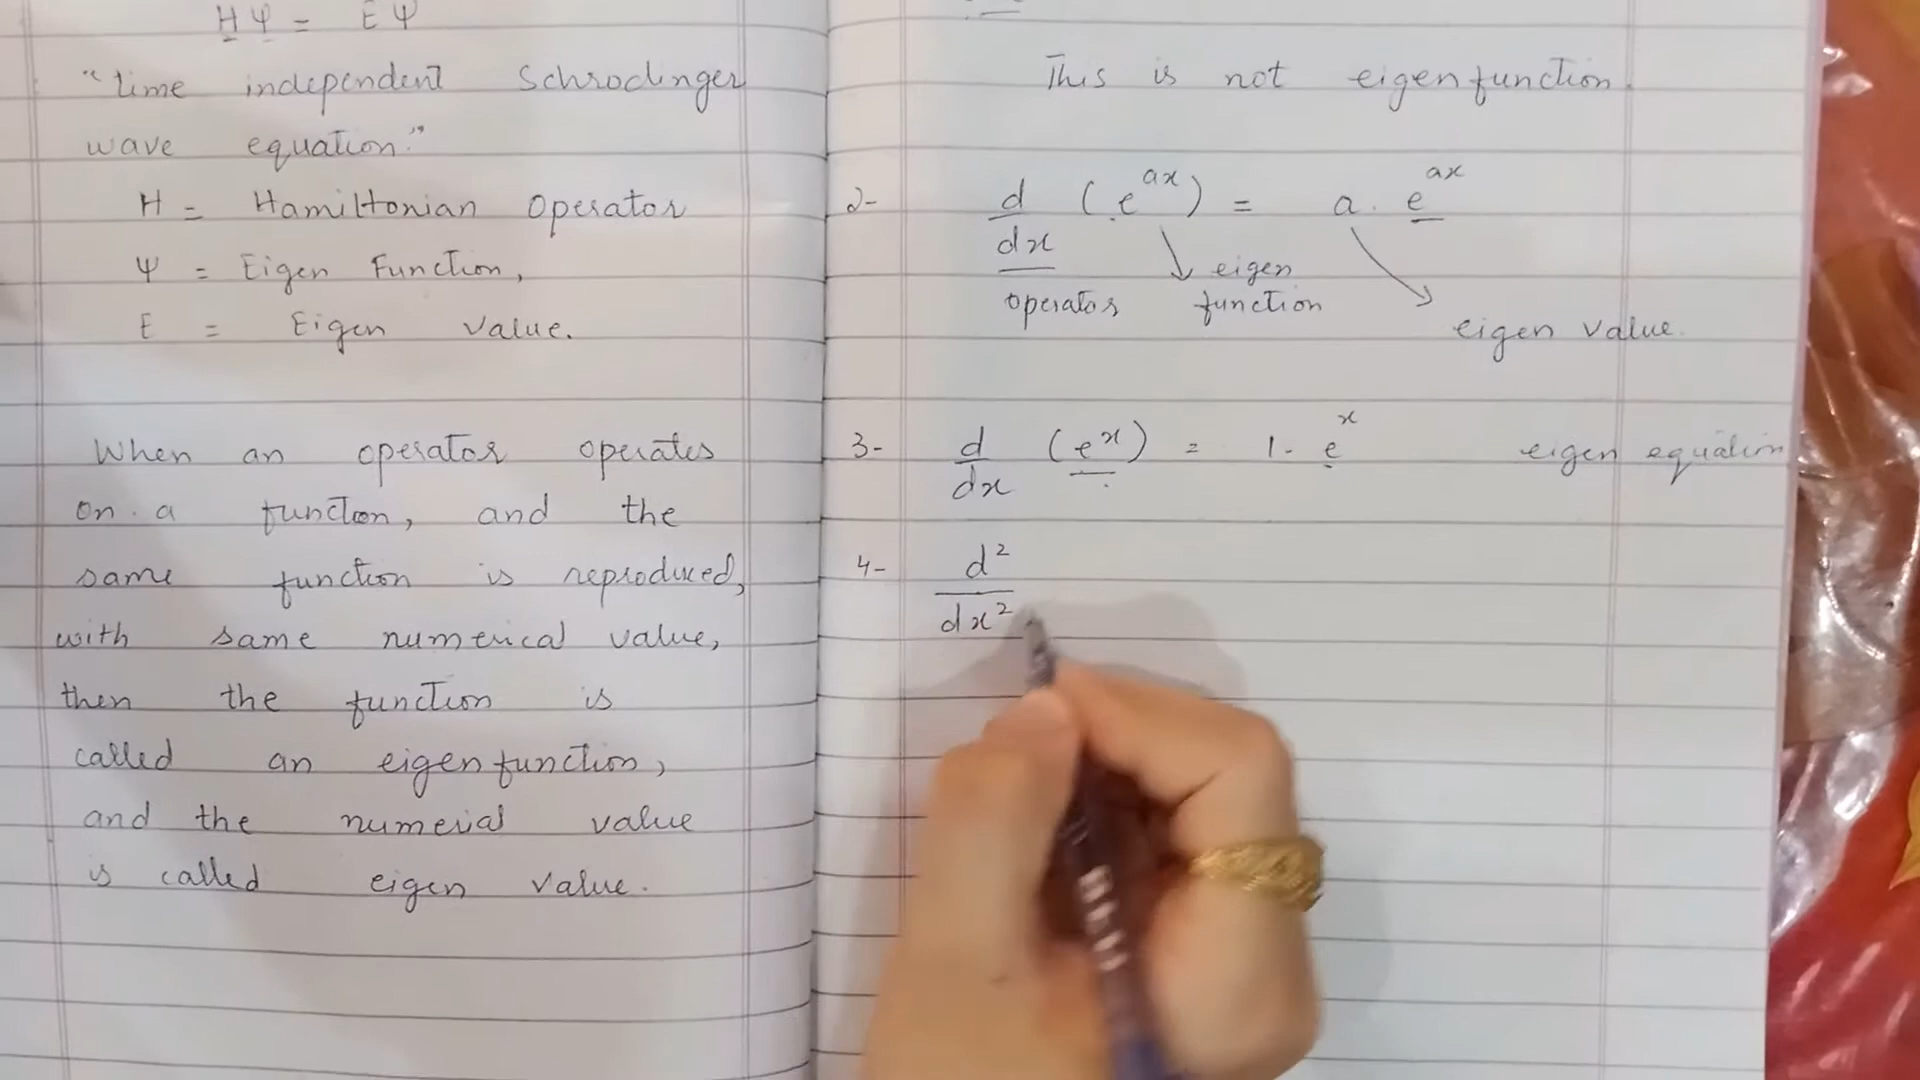 Hψ = Eψ
"time independent Schrodinger
wave equation."
H = Hamiltonian Operator
Ψ = Eigen Function,
E = Eigen Value.
When an operator operates
on a function, and the
same function is reproduced,
with same numerical value,
then the function is
called an eigenfunction,
and the numerial value
is called eigen value.
This is not eigenfunction.
2- d/dx (e^ax) = a. e^ax
operator
eigen
function
eigen value.
3- d/dx (e^x) = 1. e^x eigen equation
4- d²/dx²